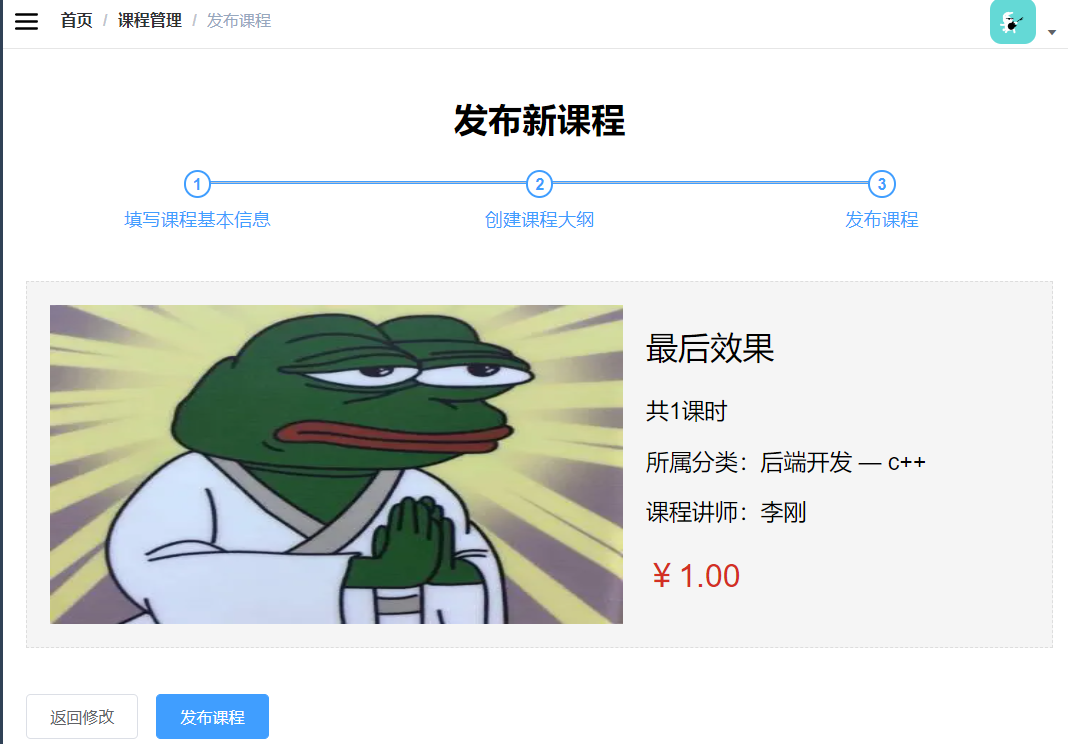 首页 / 课程管理 / 发布课程
发布新课程
1 2 3
填写课程基本信息 创建课程大纲 发布课程
最后效果
共1课时
所属分类：后端开发 — c++
课程讲师：李刚
￥1.00
返回修改 发布课程